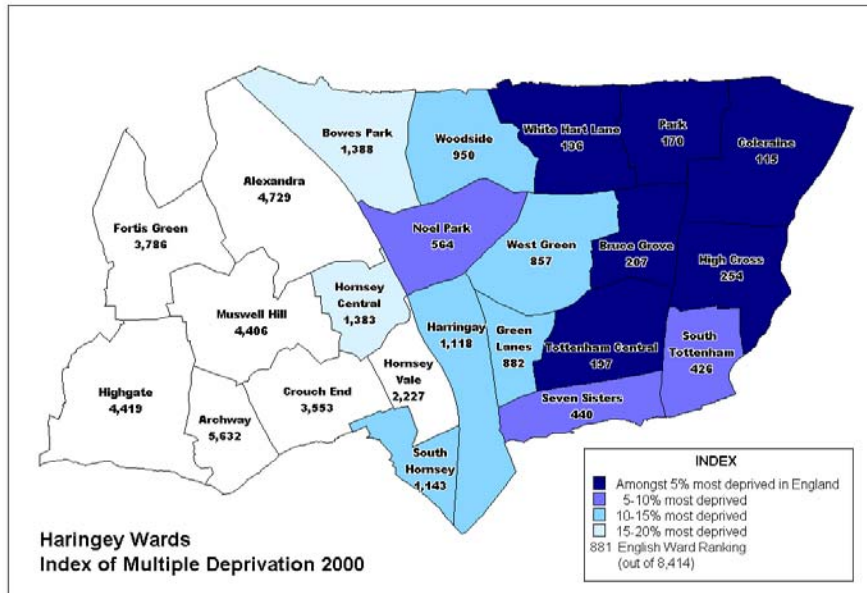 Bowes Park
1,388
Woodside
950
White Hart Lane
136
Park
170
Coleraine
115
Alexandra
4,729
Fortis Green
3,786
Noel Park
564
West Green
857
Bruce Grove
207
High Cross
254
Hornsey
Central
1,383
Muswell Hill
4,406
Harringay
1,118
Green
Lanes
882
Tottenham Central
South
Tottenham
426
Hornsey
Vale
2,227
Highgate
4,419
Archway
5,632
Crouch End
3,553
Seven Sisters
440
South
Hornsey
1,143
INDEX
Amongst 5% most deprived in England
5-10% most deprived
10-15% most deprived
15-20% most deprived
881 English Ward Ranking
(out of 8,414)
Haringey Wards
Index of Multiple Deprivation 2000